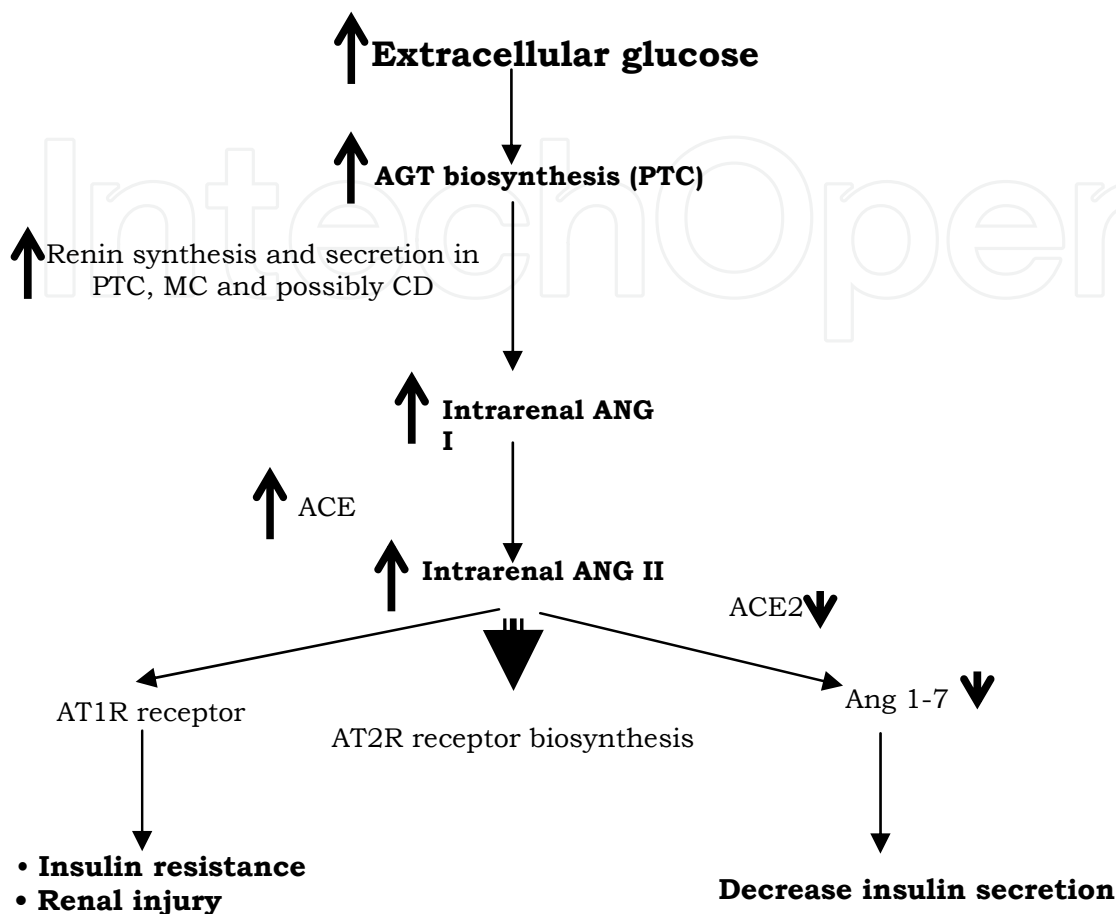 Extracellular glucose
AGT biosynthesis (PTC)
IntechOper
Renin synthesis and secretion in
PTC, MC and possibly CD
Intrarenal ANG
I
ACE
Intrarenal ANG II
ACE2
AT1R receptor
AT2R receptor biosynthesis
Ang 1-7
• Insulin resistance
• Renal injury
Decrease insulin secretion